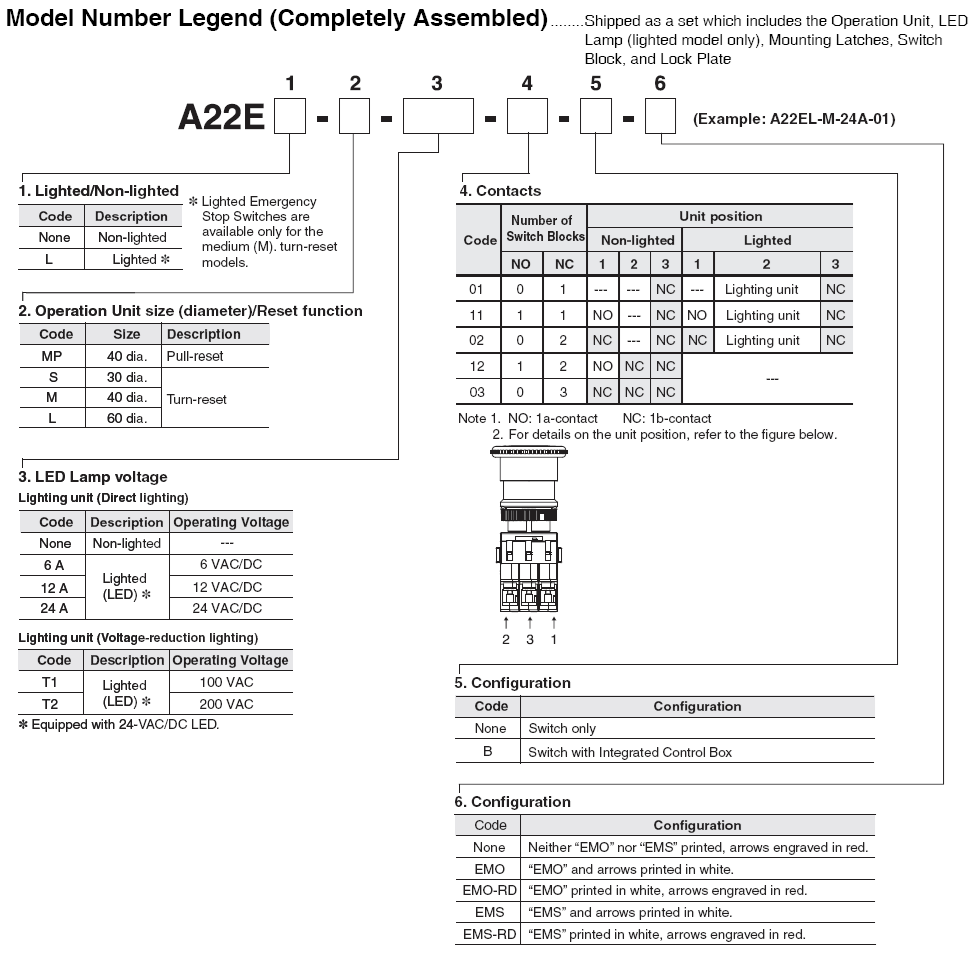 Model Number Legend (Completely Assembled)........Shipped as a set which includes the Operation Unit, LED
Lamp (lighted model only), Mounting Latches, Switch
Block, and Lock Plate
1 2 3 4 5 6
A22E - - - - - (Example: A22EL-M-24A-01)
1. Lighted/Non-lighted
Code Description
None Non-lighted
L Lighted ✻
✻ Lighted Emergency
Stop Switches are
available only for the
medium (M). turn-reset
models.
2. Operation Unit size (diameter)/Reset function
Code Size Description
MP 40 dia. Pull-reset
S 30 dia.
M 40 dia. Turn-reset
L 60 dia.
3. LED Lamp voltage
Lighting unit (Direct lighting)
Code Description Operating Voltage
None Non-lighted ---
6 A Lighted (LED) ✻ 6 VAC/DC
12 A 12 VAC/DC
24 A 24 VAC/DC
Lighting unit (Voltage-reduction lighting)
Code Description Operating Voltage
T1 Lighted (LED) ✻ 100 VAC
T2 200 VAC
✻ Equipped with 24-VAC/DC LED.
4. Contacts
Code Number of Switch Blocks Unit position
Non-lighted Lighted
NO NC 1 2 3 1 2 3
01 0 1 --- --- NC --- Lighting unit NC
11 1 1 NO --- NC NO Lighting unit NC
02 0 2 NC --- NC NC Lighting unit NC
12 1 2 NO NC NC ---
03 0 3 NC NC NC
Note 1. NO: 1a-contact NC: 1b-contact
2. For details on the unit position, refer to the figure below.
2 3 1
5. Configuration
Code Configuration
None Switch only
B Switch with Integrated Control Box
6. Configuration
Code Configuration
None Neither “EMO” nor “EMS” printed, arrows engraved in red.
EMO “EMO” and arrows printed in white.
EMO-RD “EMO” printed in white, arrows engraved in red.
EMS “EMS” and arrows printed in white.
EMS-RD “EMS” printed in white, arrows engraved in red.